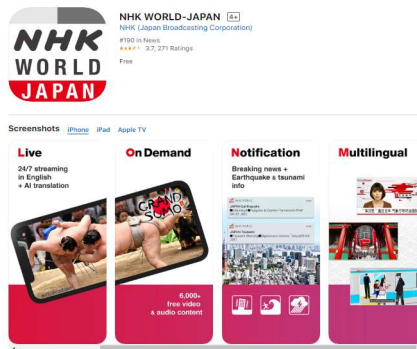 NHK
WORLD
JAPAN
NHK WORLD-JAPAN 4+
NHK (Japan Broadcasting Corporation)
#190 in News
3.7, 271 Ratings
Free
Screenshots iPhone iPad Apple TV
Live
24/7 streaming
in English
+ AI translation
On Demand
GRAND
SUMO
6,000+
free video
& audio content
Notification
Breaking news +
Earthquake & tsunami
info
Multilingual